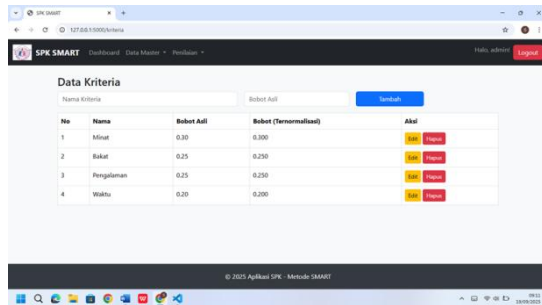 SPK SMART
127.0.0.1:5000/kriteria
SPK SMART Dashboard Data Master Penilaian Halo, admin! Logout
Data Kriteria
Nama Kriteria Bobot Asli Tambah
No Nama Bobot Asli Bobot (Ternormalisasi) Aksi
1 Minat 0.30 0.300 Edit Hapus
2 Bakat 0.25 0.250 Edit Hapus
3 Pengalaman 0.25 0.250 Edit Hapus
4 Waktu 0.20 0.200 Edit Hapus
© 2025 Aplikasi SPK - Metode SMART